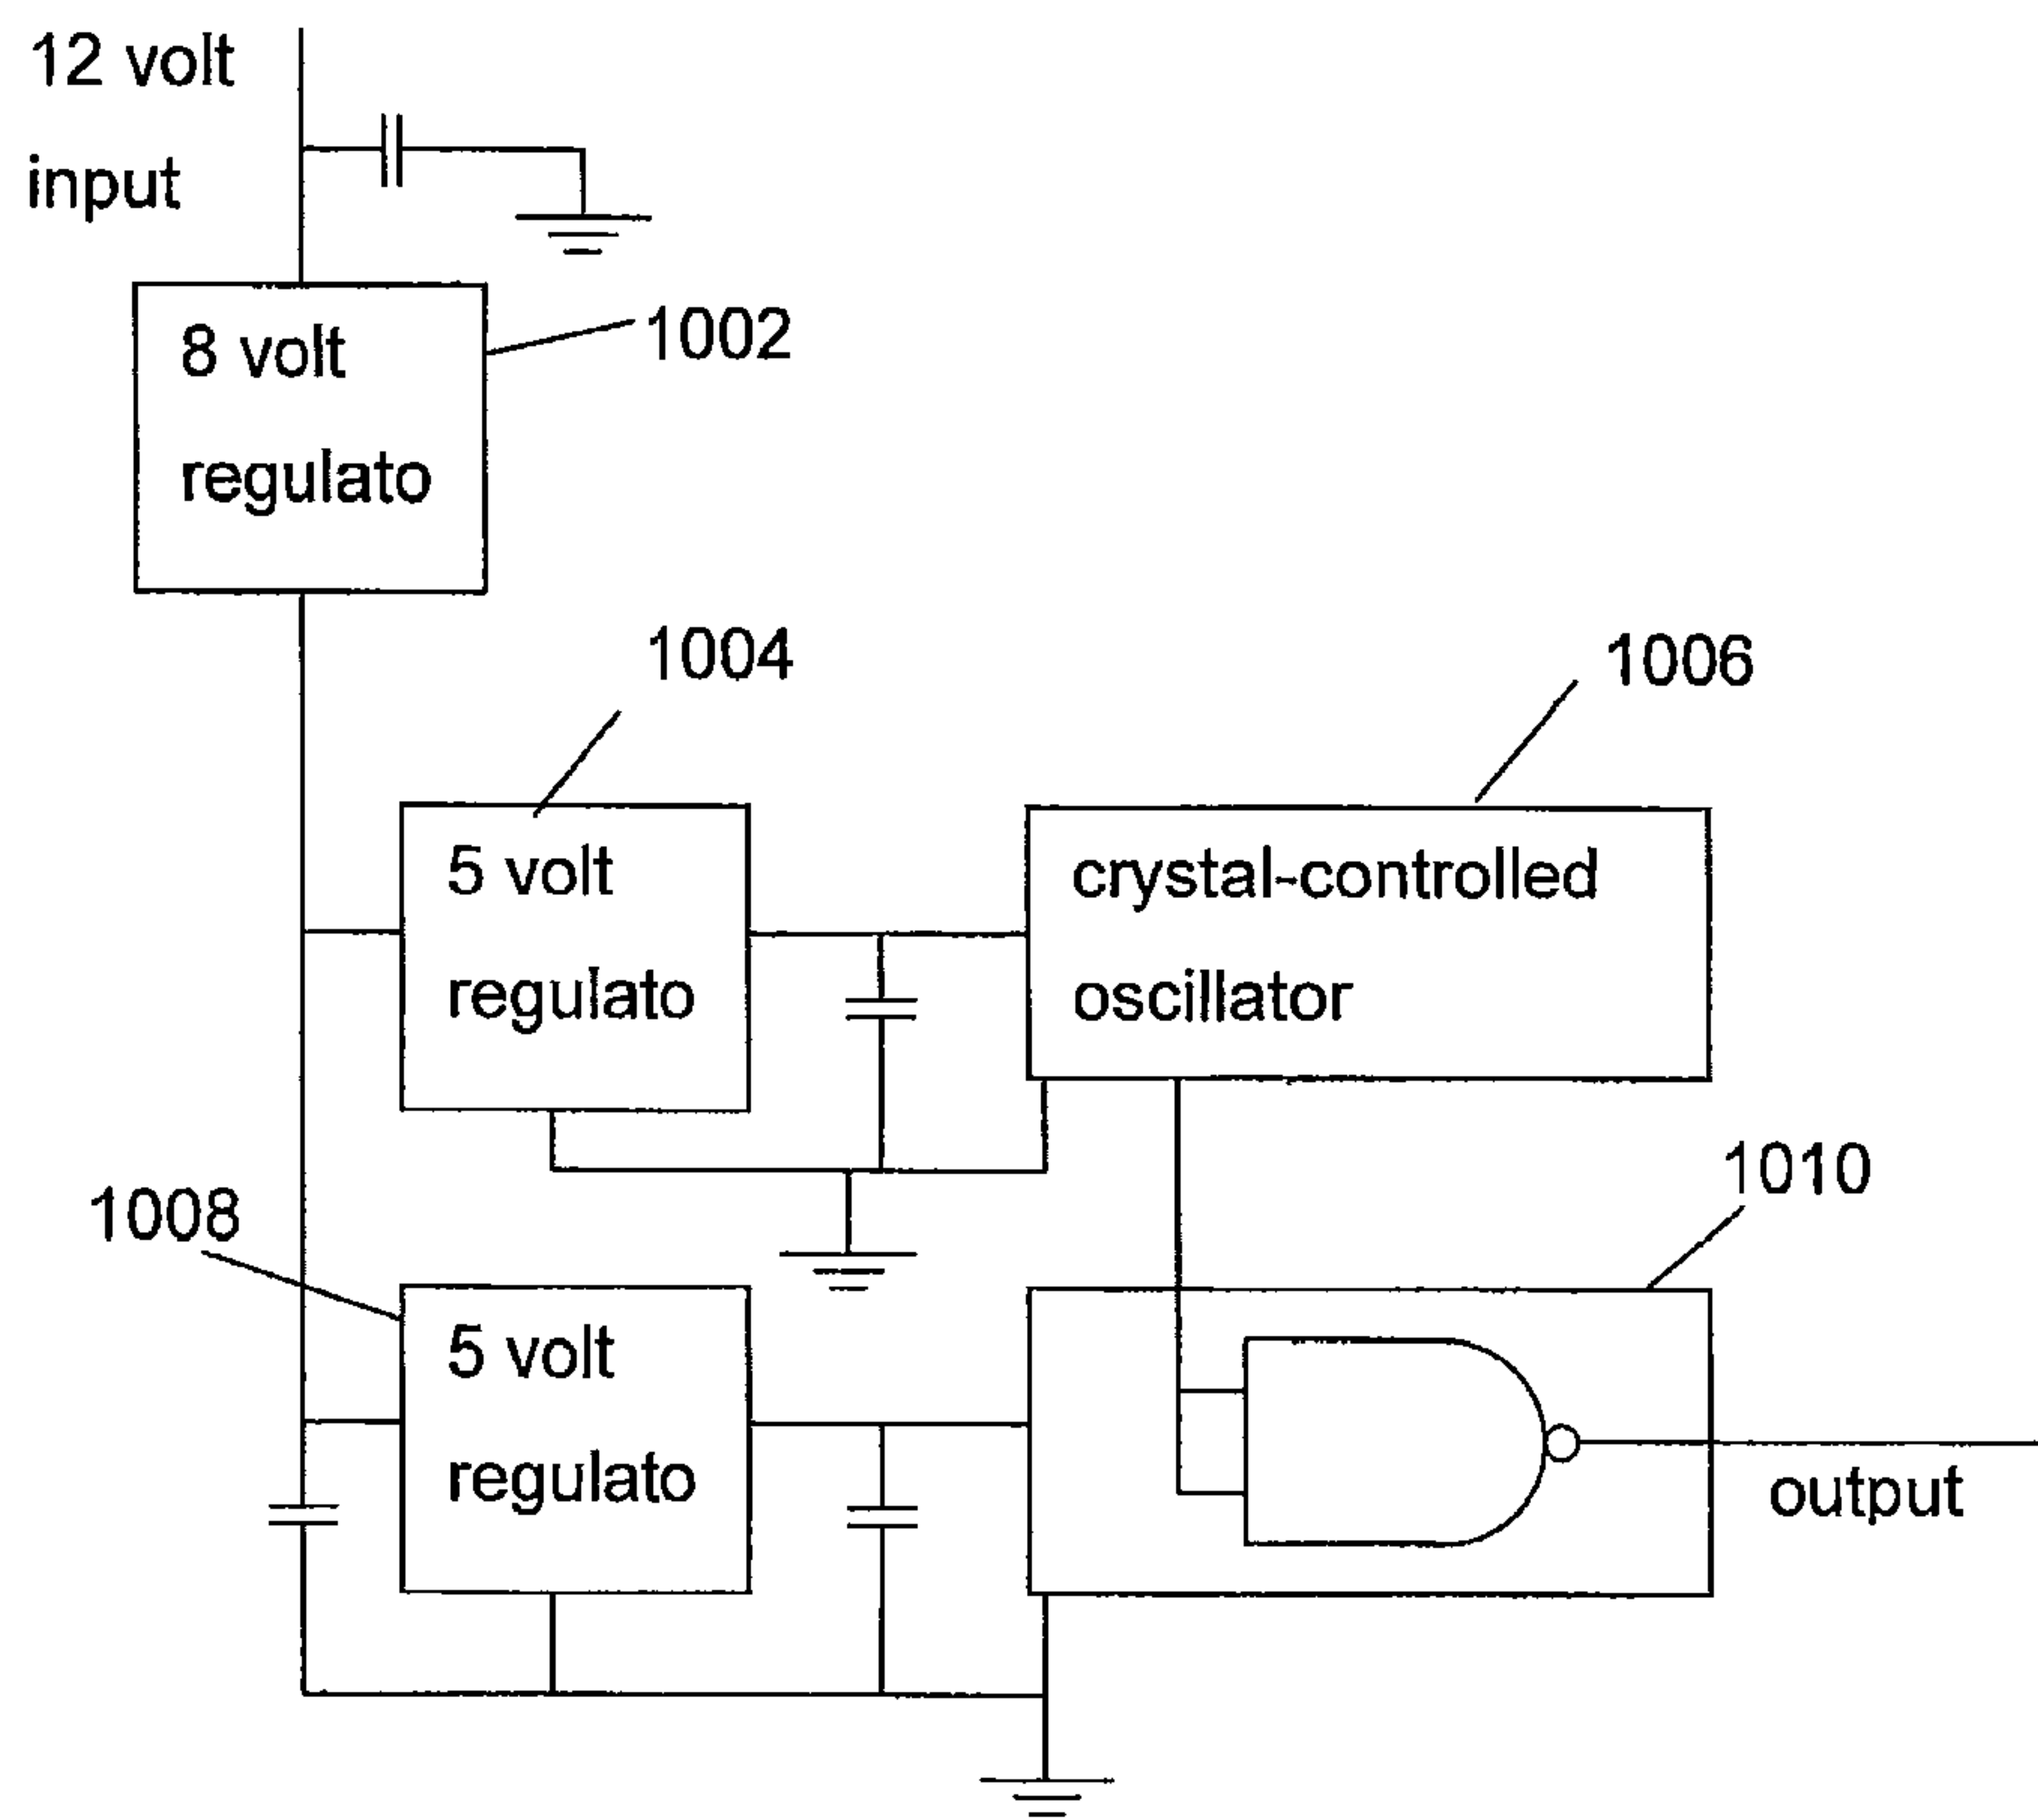 12 volt
input
8 volt
regulato
1002
1004
1006
5 volt
regulato
crystal-controlled
oscillator
1008
1010
5 volt
regulato
output